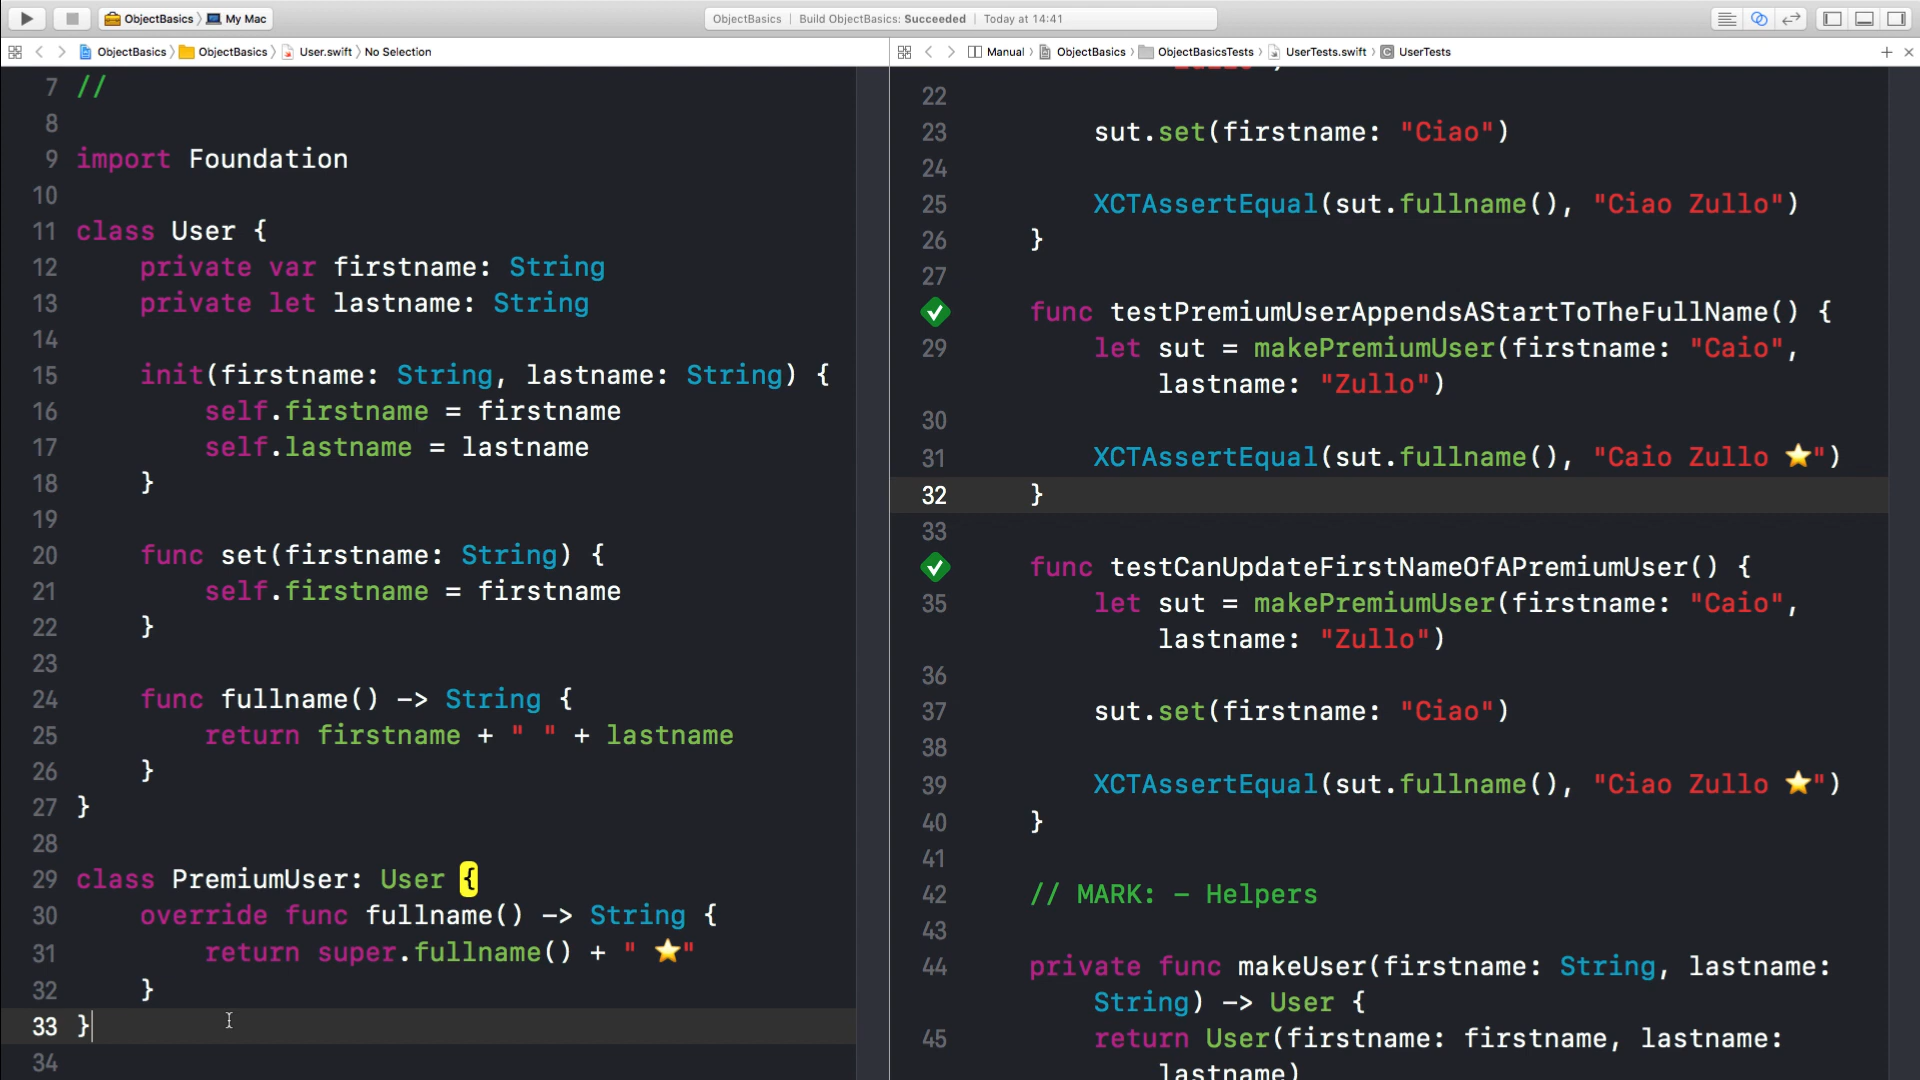 ObjectBasics My Mac
ObjectBasics | Build ObjectBasics: Succeeded | Today at 14:41
ObjectBasics ObjectBasics User.swift No Selection
Manual ObjectBasics ObjectBasicsTests UserTests.swift C UserTests
7 //
8
9 import Foundation
10
11 class User {
12 private var firstname: String
13 private let lastname: String
14
15 init(firstname: String, lastname: String) {
16 self.firstname = firstname
17 self.lastname = lastname
18 }
19
20 func set(firstname: String) {
21 self.firstname = firstname
22 }
23
24 func fullname() -> String {
25 return firstname + " " + lastname
26 }
27 }
28
29 class PremiumUser: User {
30 override func fullname() -> String {
31 return super.fullname() + " ⭐"
32 }
33 }
34
22
23 sut.set(firstname: "Ciao")
24
25 XCTAssertEqual(sut.fullname(), "Ciao Zullo")
26 }
27
func testPremiumUserAppendsAStartToTheFullName() {
29 let sut = makePremiumUser(firstname: "Caio",
lastname: "Zullo")
30
31 XCTAssertEqual(sut.fullname(), "Caio Zullo ⭐")
32 }
33
func testCanUpdateFirstNameOfAPremiumUser() {
35 let sut = makePremiumUser(firstname: "Caio",
lastname: "Zullo")
36
37 sut.set(firstname: "Ciao")
38
39 XCTAssertEqual(sut.fullname(), "Ciao Zullo ⭐")
40 }
41
42 // MARK: - Helpers
43
44 private func makeUser(firstname: String, lastname:
String) -> User {
45 return User(firstname: firstname, lastname:
lastname)